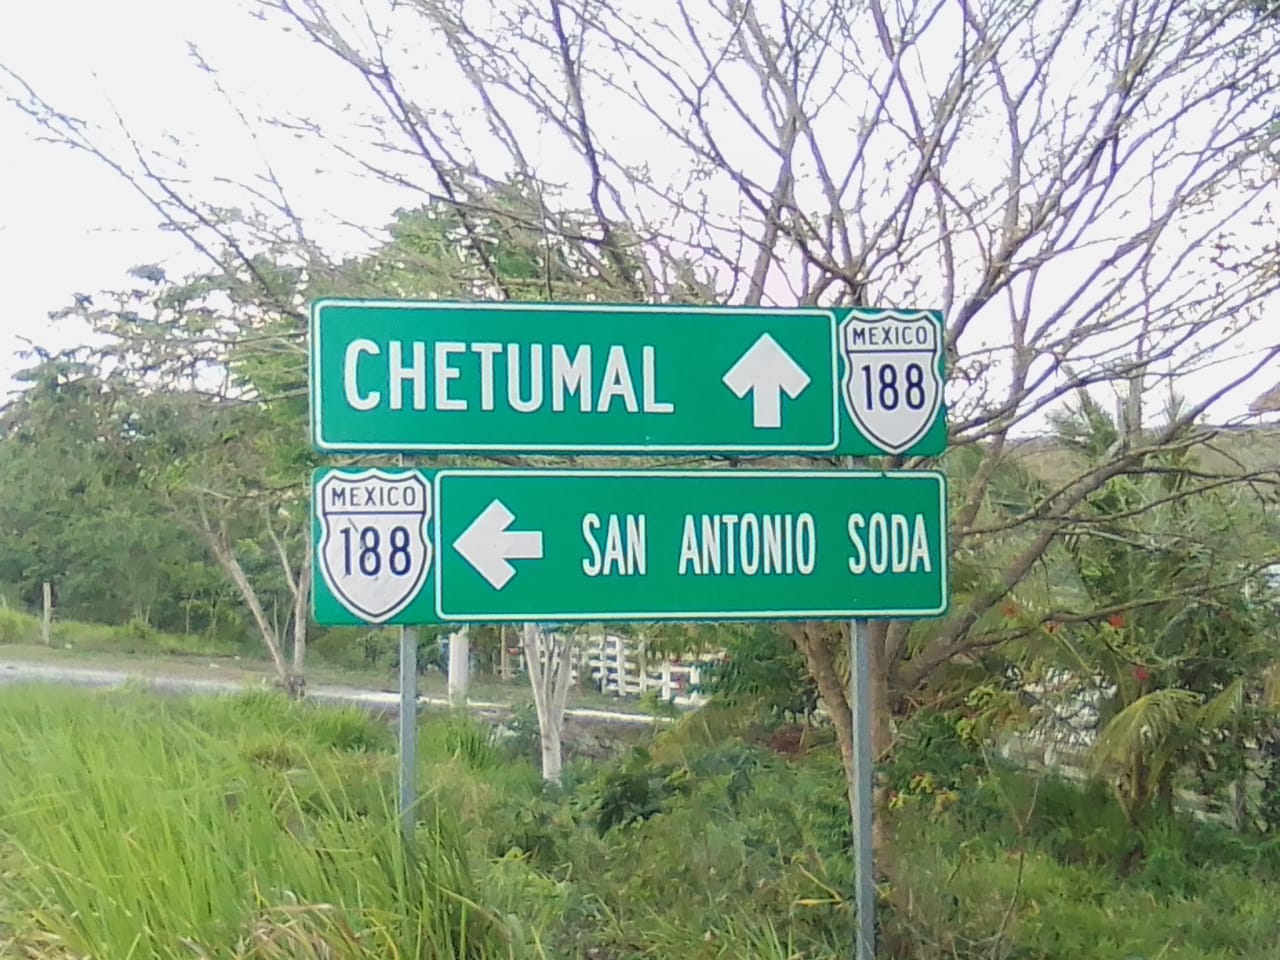 CHETUMAL
MEXICO
188
MEXICO
188
SAN ANTONIO SODA